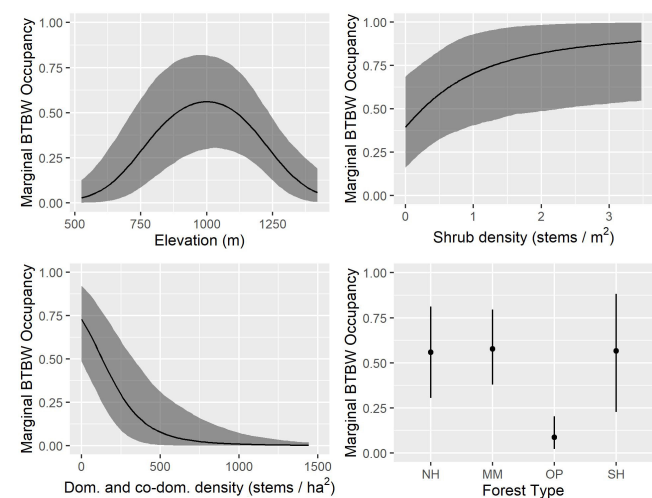 Marginal BTBW Occupancy
1.00
0.75
0.50
0.25
0.00
500 750 1000 1250
Elevation (m)
Marginal BTBW Occupancy
1.00
0.75
0.50
0.25
0.00
0 1 2 3
Shrub density (stems / m²)
Marginal BTBW Occupancy
1.00
0.75
0.50
0.25
0.00
0 500 1000 1500
Dom. and co-dom. density (stems / ha²)
Marginal BTBW Occupancy
1.00
0.75
0.50
0.25
0.00
NH MM OP SH
Forest Type